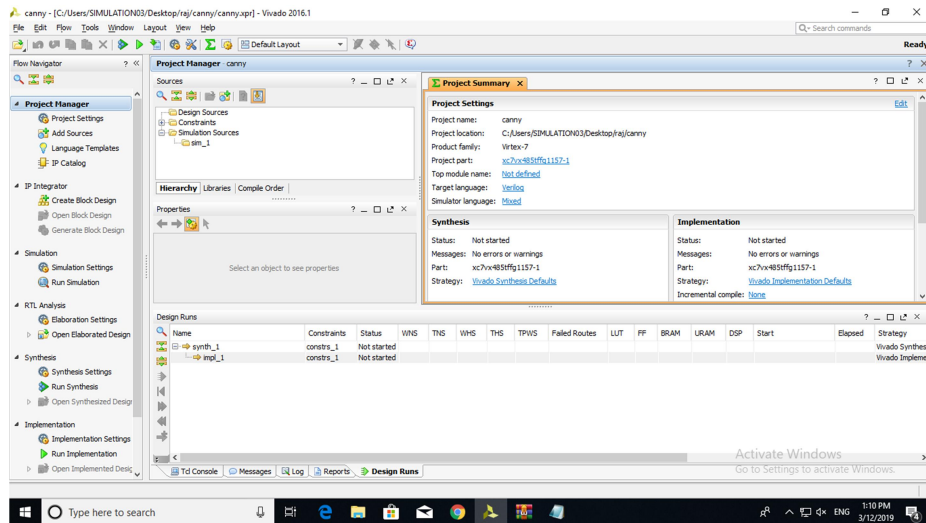 canny - [C:/Users/SIMULATION03/Desktop/raj/canny/canny.xpr] - Vivado 2016.1
File Edit Flow Tools Window Layout View Help
Search commands
Default Layout
Ready
Flow Navigator
Project Manager
Project Settings
Add Sources
Language Templates
IP Catalog
IP Integrator
Create Block Design
Open Block Design
Generate Block Design
Simulation
Simulation Settings
Run Simulation
RTL Analysis
Elaboration Settings
Open Elaborated Design
Synthesis
Synthesis Settings
Run Synthesis
Open Synthesized Desigr
Implementation
Implementation Settings
Run Implementation
Open Implemented Desig
Project Manager - canny
Sources
Design Sources
Constraints
Simulation Sources
sim_1
Hierarchy Libraries Compile Order
Properties
Select an object to see properties
Project Summary
Project Settings Edit
Project name: canny
Project location: C:/Users/SIMULATION03/Desktop/raj/canny
Product family: Virtex-7
Project part: xc7vx485tffg1157-1
Top module name: Not defined
Target language: Verilog
Simulator language: Mixed
Synthesis
Status: Not started
Messages: No errors or warnings
Part: xc7vx485tffg1157-1
Strategy: Vivado Synthesis Defaults
Implementation
Status: Not started
Messages: No errors or warnings
Part: xc7vx485tffg1157-1
Strategy: Vivado Implementation Defaults
Incremental compile: None
Design Runs
Name Constraints Status WNS TNS WHS THS TPWS Failed Routes LUT FF BRAM URAM DSP Start Elapsed Strategy
synth_1 constrs_1 Not started Vivado Synthes
impl_1 constrs_1 Not started Vivado Impleme
Tcl Console Messages Log Reports Design Runs
Activate Windows
Go to Settings to activate Windows.
Type here to search
ENG
1:10 PM
3/12/2019